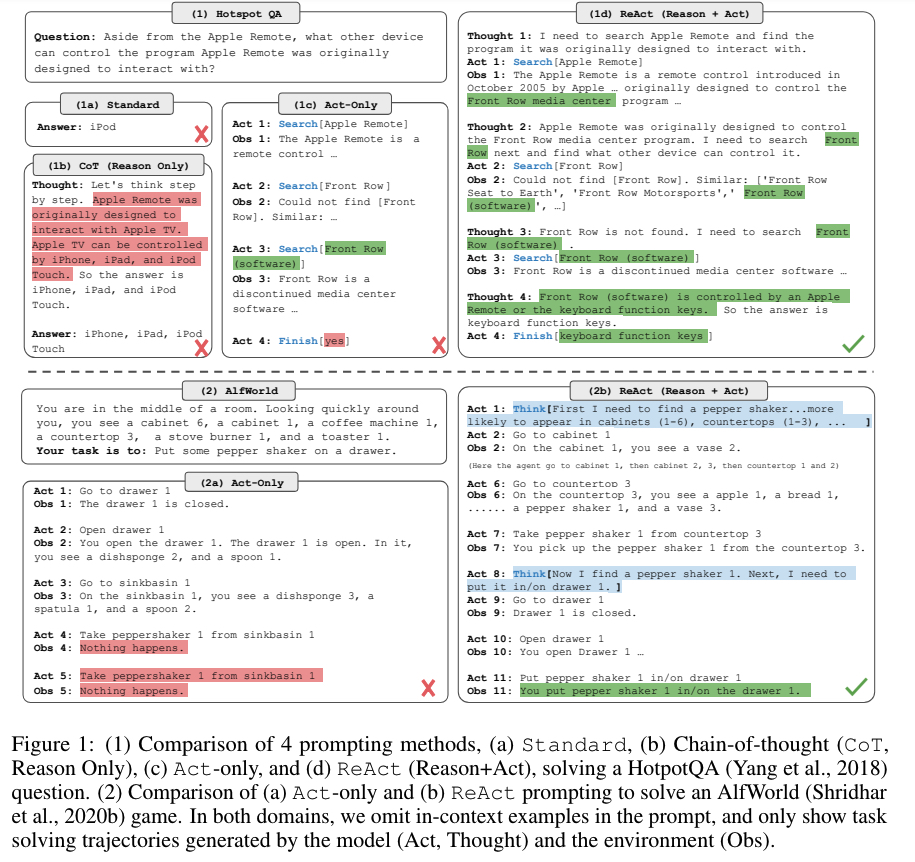 (1) Hotspot QA
Question: Aside from the Apple Remote, what other device
can control the program Apple Remote was originally
designed to interact with?
(1a) Standard
Answer: iPod
(1b) CoT (Reason Only)
Thought: Let's think step
by step. Apple Remote was
originally designed to
interact with Apple TV.
Apple TV can be controlled
by iPhone, iPad, and iPod
Touch. So the answer is
iPhone, iPad, and iPod
Touch.
Answer: iPhone, iPad, iPod
Touch
(1c) Act-Only
Act 1: Search[Apple Remote]
Obs 1: The Apple Remote is a
remote control …
Act 2: Search[Front Row]
Obs 2: Could not find [Front
Row]. Similar: …
Act 3: Search[Front Row
(software)]
Obs 3: Front Row is a
discontinued media center
software …
Act 4: Finish[yes]
(1d) ReAct (Reason + Act)
Thought 1: I need to search Apple Remote and find the
program it was originally designed to interact with.
Act 1: Search[Apple Remote]
Obs 1: The Apple Remote is a remote control introduced in
October 2005 by Apple … originally designed to control the
Front Row media center program …
Thought 2: Apple Remote was originally designed to control
the Front Row media center program. I need to search Front
Row next and find what other device can control it.
Act 2: Search[Front Row]
Obs 2: Could not find [Front Row]. Similar: ['Front Row
Seat to Earth', 'Front Row Motorsports',' Front Row
(software)', …]
Thought 3: Front Row is not found. I need to search Front
Row (software) .
Act 3: Search[Front Row (software)]
Obs 3: Front Row is a discontinued media center software …
Thought 4: Front Row (software) is controlled by an Apple
Remote or the keyboard function keys. So the answer is
keyboard function keys.
Act 4: Finish[keyboard function keys]
(2) AlfWorld
You are in the middle of a room. Looking quickly around
you, you see a cabinet 6, a cabinet 1, a coffee machine 1,
a countertop 3, a stove burner 1, and a toaster 1.
Your task is to: Put some pepper shaker on a drawer.
(2a) Act-Only
Act 1: Go to drawer 1
Obs 1: The drawer 1 is closed.
Act 2: Open drawer 1
Obs 2: You open the drawer 1. The drawer 1 is open. In it,
you see a dishsponge 2, and a spoon 1.
Act 3: Go to sinkbasin 1
Obs 3: On the sinkbasin 1, you see a dishsponge 3, a
spatula 1, and a spoon 2.
Act 4: Take peppershaker 1 from sinkbasin 1
Obs 4: Nothing happens.
Act 5: Take peppershaker 1 from sinkbasin 1
Obs 5: Nothing happens.
(2b) ReAct (Reason + Act)
Act 1: Think[First I need to find a pepper shaker...more
likely to appear in cabinets (1-6), countertops (1-3), ... ]
Act 2: Go to cabinet 1
Obs 2: On the cabinet 1, you see a vase 2.
(Here the agent go to cabinet 1, then cabinet 2, 3, then countertop 1 and 2)
Act 6: Go to countertop 3
Obs 6: On the countertop 3, you see a apple 1, a bread 1,
...... a pepper shaker 1, and a vase 3.
Act 7: Take pepper shaker 1 from countertop 3
Obs 7: You pick up the pepper shaker 1 from the countertop 3.
Act 8: Think[Now I find a pepper shaker 1. Next, I need to
put it in/on drawer 1. ]
Act 9: Go to drawer 1
Obs 9: Drawer 1 is closed.
Act 10: Open drawer 1
Obs 10: You open Drawer 1 …
Act 11: Put pepper shaker 1 in/on drawer 1
Obs 11: You put pepper shaker 1 in/on the drawer 1.
Figure 1: (1) Comparison of 4 prompting methods, (a) Standard, (b) Chain-of-thought (CoT,
Reason Only), (c) Act-only, and (d) ReAct (Reason+Act), solving a HotpotQA (Yang et al., 2018)
question. (2) Comparison of (a) Act-only and (b) ReAct prompting to solve an AlfWorld (Shridhar
et al., 2020b) game. In both domains, we omit in-context examples in the prompt, and only show task
solving trajectories generated by the model (Act, Thought) and the environment (Obs).